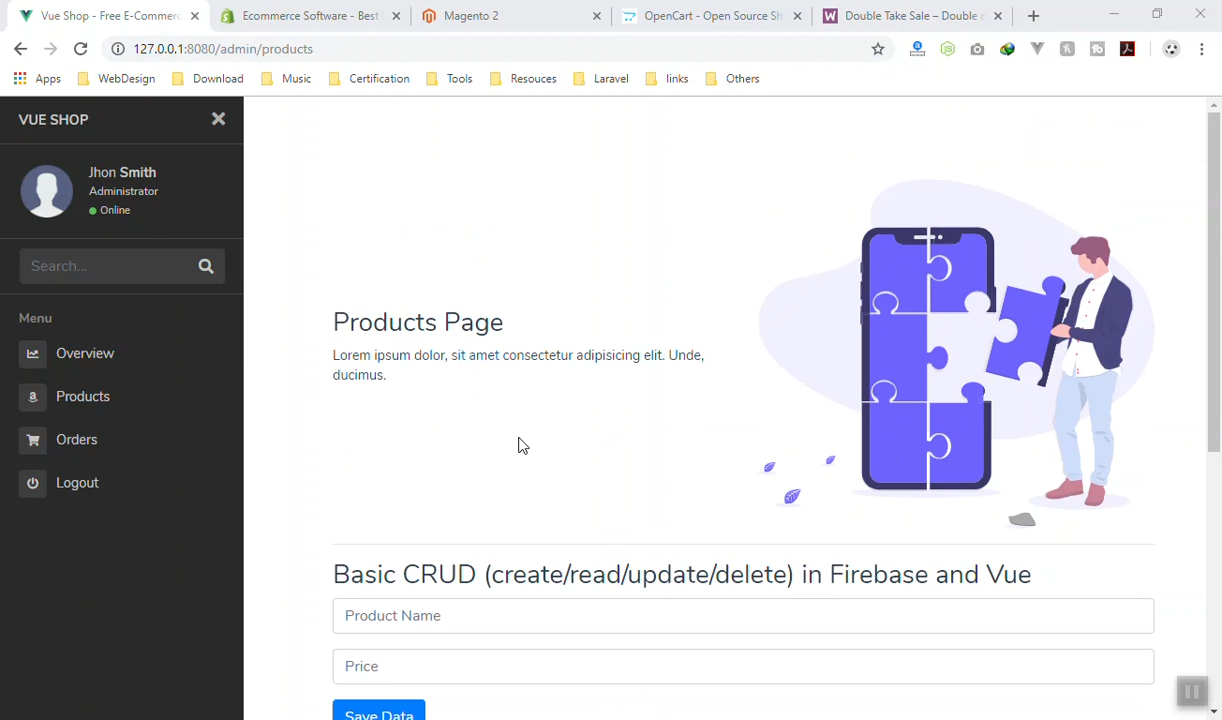 Vue Shop - Free E-Commerc
Ecommerce Software - Best
Magento 2
OpenCart - Open Source Sh
Double Take Sale – Double
127.0.0.1:8080/admin/products
Apps
WebDesign
Download
Music
Certification
Tools
Resouces
Laravel
links
Others
VUE SHOP
Jhon Smith
Administrator
Online
Search...
Menu
Overview
Products
Orders
Logout
Products Page
Lorem ipsum dolor, sit amet consectetur adipisicing elit. Unde,
ducimus.
Basic CRUD (create/read/update/delete) in Firebase and Vue
Product Name
Price
Save Data